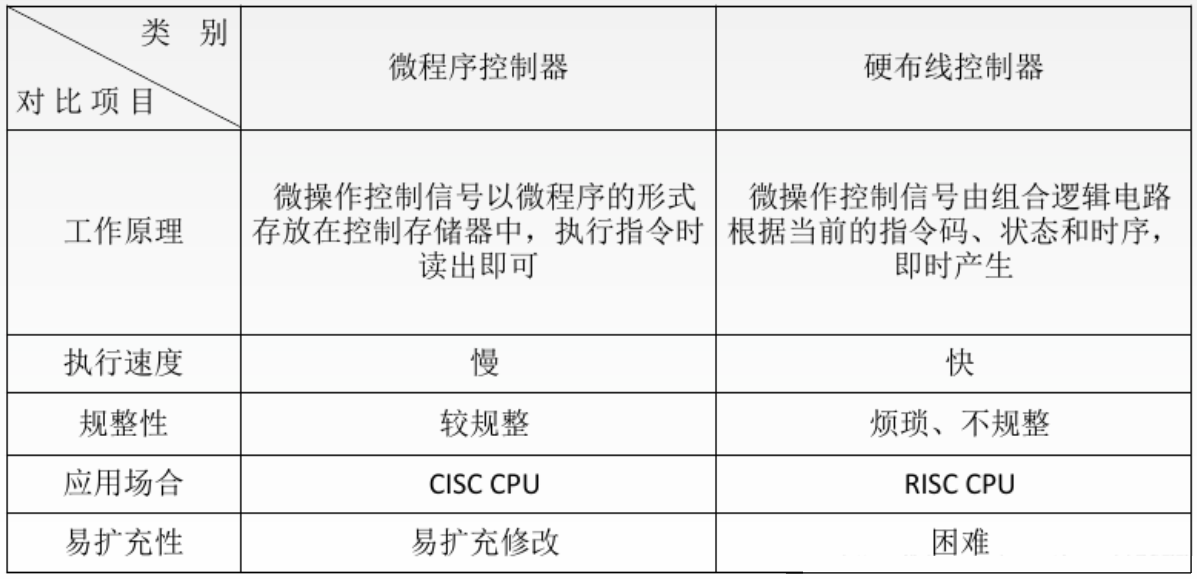 类 别
对比项目
微程序控制器
硬布线控制器
工作原理
微操作控制信号以微程序的形式
存放在控制存储器中，执行指令时
读出即可
微操作控制信号由组合逻辑电路
根据当前的指令码、状态和时序，
即时产生
执行速度
慢
快
规整性
较规整
烦琐、不规整
应用场合
CISC CPU
RISC CPU
易扩充性
易扩充修改
困难